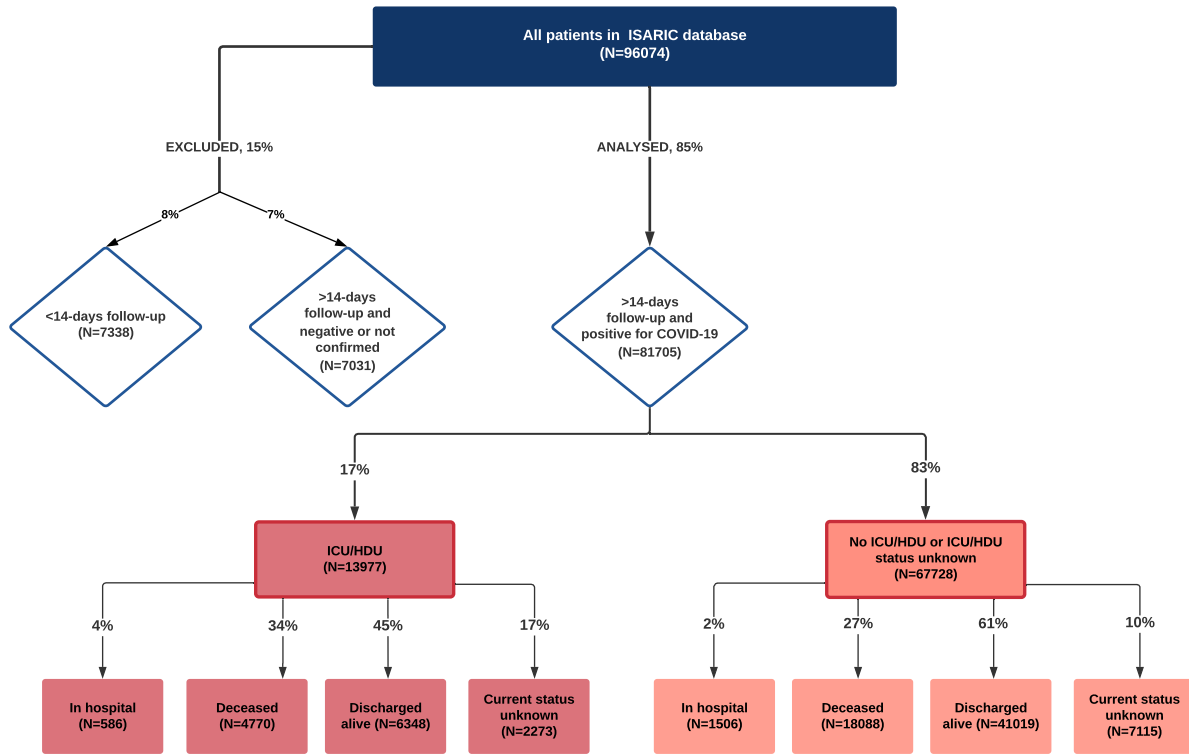 All patients in ISARIC database
(N=96074)
EXCLUDED, 15%
ANALYSED, 85%
8%
7%
<14-days follow-up
(N=7338)
>14-days
follow-up and
negative or not
confirmed
(N=7031)
>14-days
follow-up and
positive for COVID-19
(N=81705)
17%
83%
ICU/HDU
(N=13977)
No ICU/HDU or ICU/HDU
status unknown
(N=67728)
4%
34%
45%
17%
2%
27%
61%
10%
In hospital
(N=586)
Deceased
(N=4770)
Discharged
alive (N=6348)
Current status
unknown
(N=2273)
In hospital
(N=1506)
Deceased
(N=18088)
Discharged
alive (N=41019)
Current status
unknown
(N=7115)